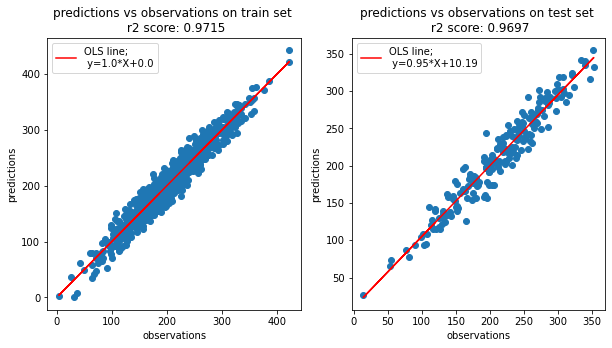 predictions vs observations on train set
r2 score: 0.9715
OLS line;
y=1.0*X+0.0
400
300
200
100
0
predictions
0
100
200
300
400
observations
predictions vs observations on test set
r2 score: 0.9697
OLS line;
y=0.95*X+10.19
350
300
250
200
150
100
50
predictions
0
50
100
150
200
250
300
350
observations